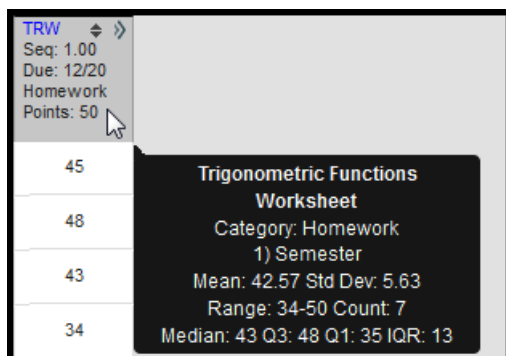 TRW
Seq: 1.00
Due: 12/20
Homework
Points: 50
45
48
43
34
Trigonometric Functions
Worksheet
Category: Homework
1) Semester
Mean: 42.57 Std Dev: 5.63
Range: 34-50 Count: 7
Median: 43 Q3: 48 Q1: 35 IQR: 13